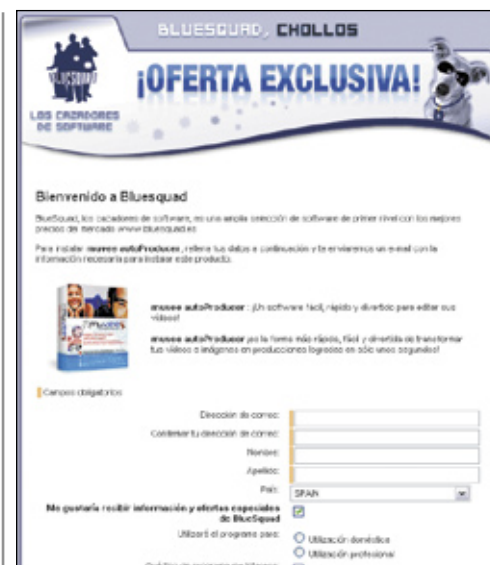 BLUESQUAD, CHOLLOS
BLUESQUAD
¡OFERTA EXCLUSIVA!
LOS CAZADORES
DE SOFTWARE
Bienvenido a Bluesquad
BlueSquad, los cazadores de software, es una amplia selección de software de primer nivel con los mejores
precios del mercado www.bluesquad.es
Para instalar muvee autoProducer, rellena tus datos a continuación y te enviaremos un e-mail con la
información necesaria para instalar este producto.
muvee autoProducer : ¡Un software fácil, rápido y divertido para editar sus
vídeos!
muvee autoProducer ¡es la forma más rápida, fácil y divertida de transformar
tus vídeos e imágenes en producciones logradas en sólo unos segundos!
Campos obligatorios
Dirección de correo:
Confirmar tu dirección de correo:
Nombre:
Apellido:
País:
SPAIN
Me gustaría recibir información y ofertas especiales
de BlueSquad
Utilizaré el programa para:
Utilización doméstica
Utilización profesional